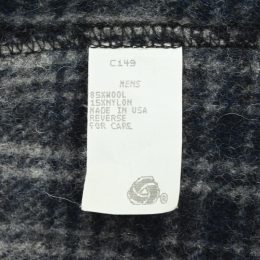 C149
MENS
85%WOOL
15%NYLON
MADE IN USA
REVERSE
FOR CARE
®